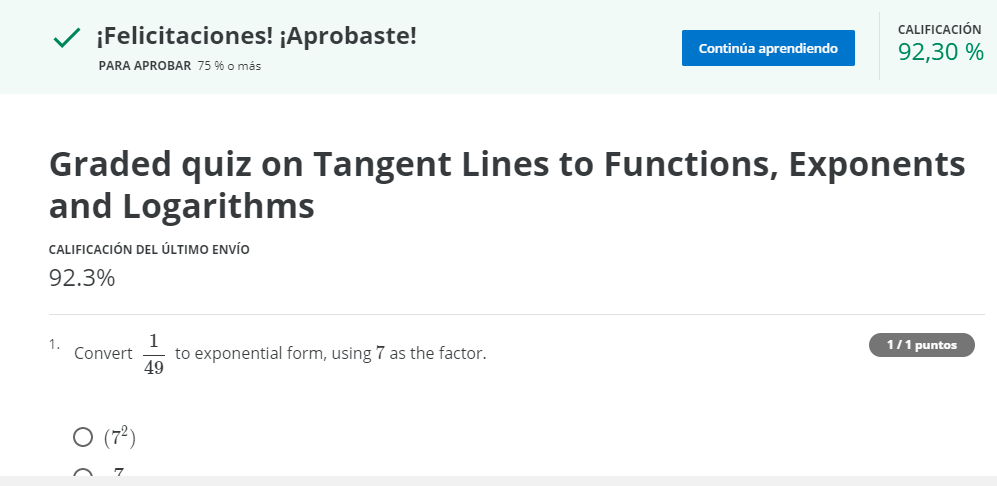 ¡Felicitaciones! ¡Aprobaste!
PARA APROBAR 75 % o más
Continúa aprendiendo
CALIFICACIÓN
92,30 %
Graded quiz on Tangent Lines to Functions, Exponents
and Logarithms
CALIFICACIÓN DEL ÚLTIMO ENVÍO
92.3%
1. Convert 1/49 to exponential form, using 7 as the factor.
1 / 1 puntos
(7²)
7